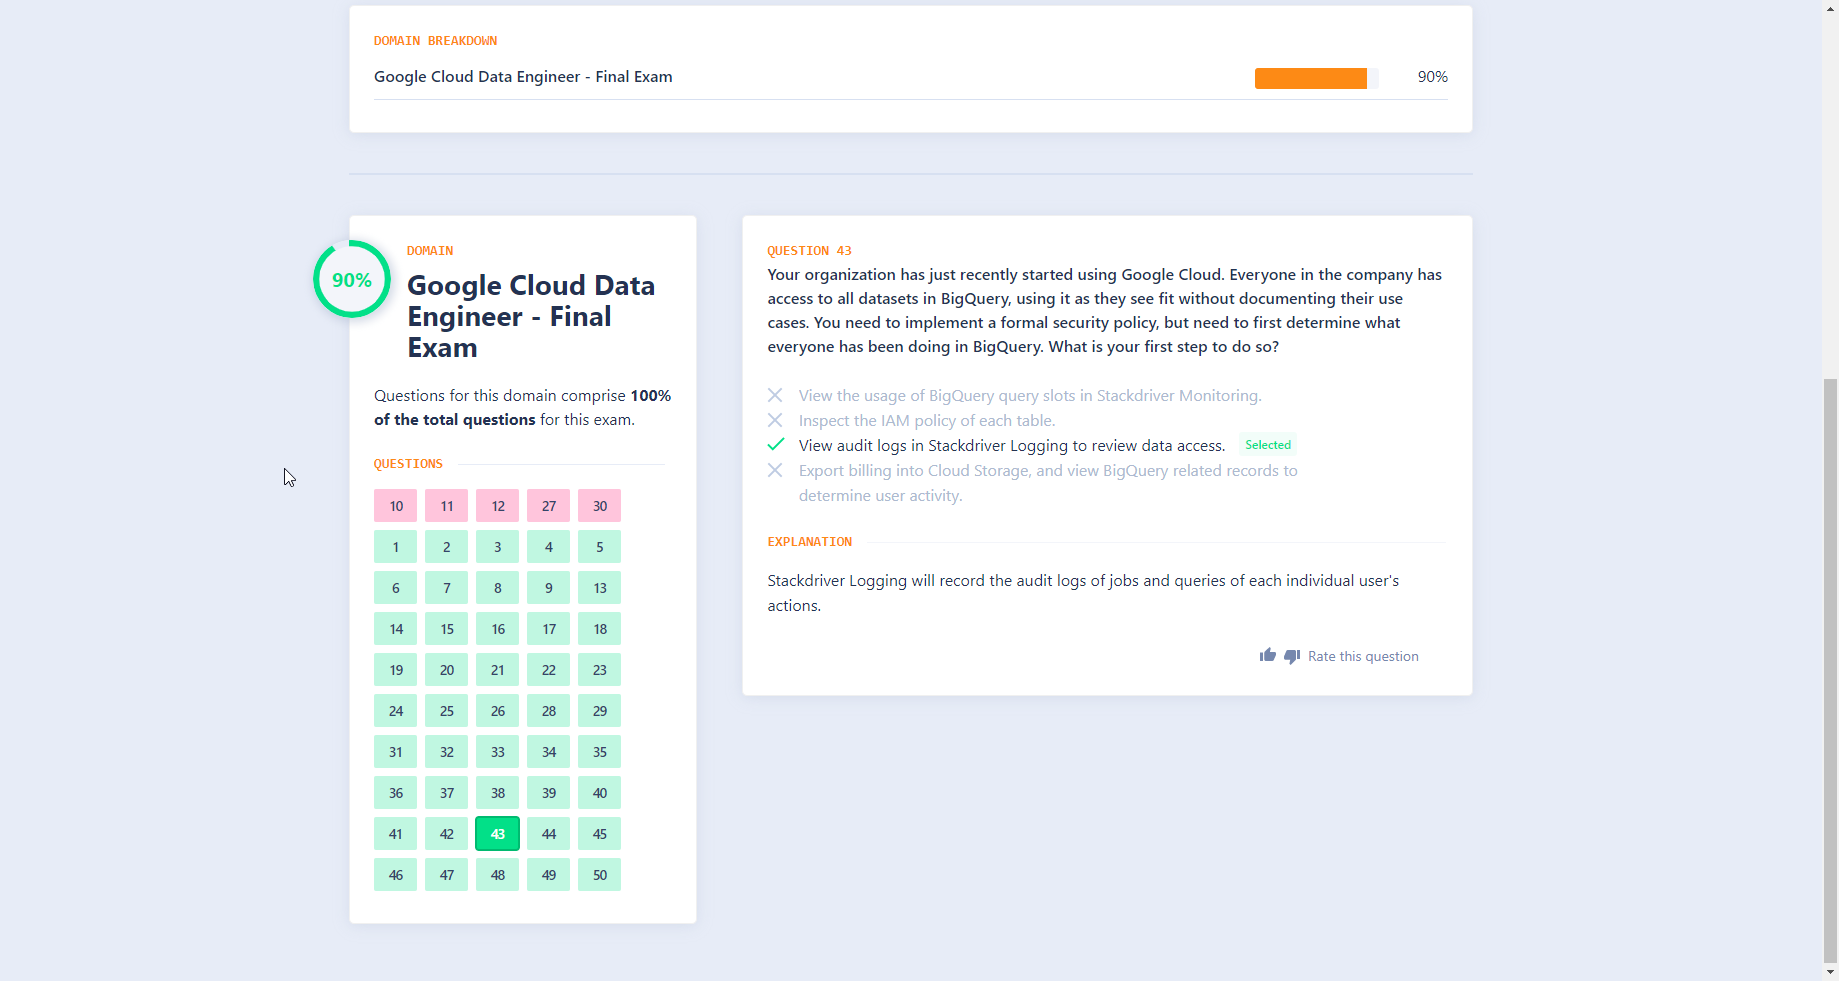 DOMAIN BREAKDOWN
Google Cloud Data Engineer - Final Exam
90%
90%
DOMAIN
Google Cloud Data
Engineer - Final
Exam
Questions for this domain comprise 100%
of the total questions for this exam.
QUESTIONS
10 11 12 27 30
1 2 3 4 5
6 7 8 9 13
14 15 16 17 18
19 20 21 22 23
24 25 26 28 29
31 32 33 34 35
36 37 38 39 40
41 42 43 44 45
46 47 48 49 50
QUESTION 43
Your organization has just recently started using Google Cloud. Everyone in the company has
access to all datasets in BigQuery, using it as they see fit without documenting their use
cases. You need to implement a formal security policy, but need to first determine what
everyone has been doing in BigQuery. What is your first step to do so?
View the usage of BigQuery query slots in Stackdriver Monitoring.
Inspect the IAM policy of each table.
View audit logs in Stackdriver Logging to review data access. Selected
Export billing into Cloud Storage, and view BigQuery related records to
determine user activity.
EXPLANATION
Stackdriver Logging will record the audit logs of jobs and queries of each individual user's
actions.
Rate this question